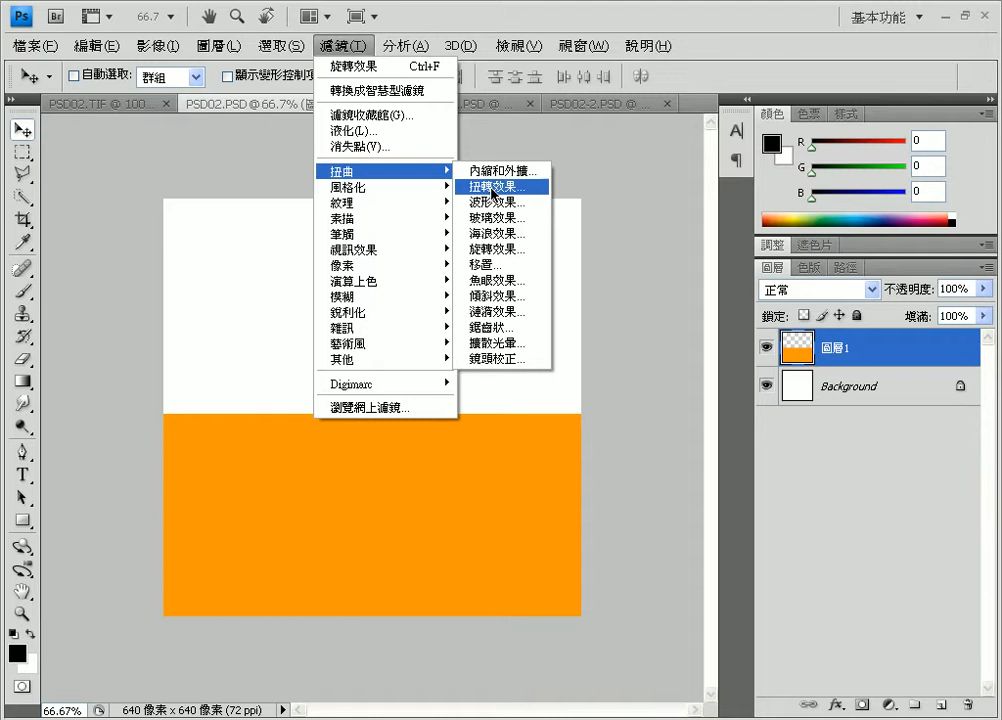 Ps
Br
66.7
基本功能
檔案(F)
編輯(E)
影像(I)
圖層(L)
選取(S)
濾鏡(T)
分析(A)
3D(D)
檢視(V)
視窗(W)
說明(H)
自動選取:
群組
顯示變形控制項
PSD02.TIF @ 100...
PSD02.PSD@66.7%(圖
.PSD @ ...
PSD02-2.PSD @ ...
旋轉效果 Ctrl+F
轉換成智慧型濾鏡
濾鏡收藏館(G)...
液化(L)...
消失點(V)...
扭曲
風格化
紋理
素描
筆觸
視訊效果
像素
演算上色
模糊
銳利化
雜訊
藝術風
其他
Digimarc
瀏覽網上濾鏡...
內縮和外擴...
扭轉效果...
波形效果...
玻璃效果...
海浪效果...
旋轉效果...
移置...
魚眼效果...
傾斜效果...
漣漪效果...
鋸齒狀...
擴散光暈...
鏡頭校正...
顏色
色票
樣式
R 0
G 0
B 0
調整
遮色片
圖層
色版
路徑
正常
不透明度: 100%
鎖定:
填滿: 100%
圖層1
Background
66.67%
640 像素 x 640 像素 (72 ppi)